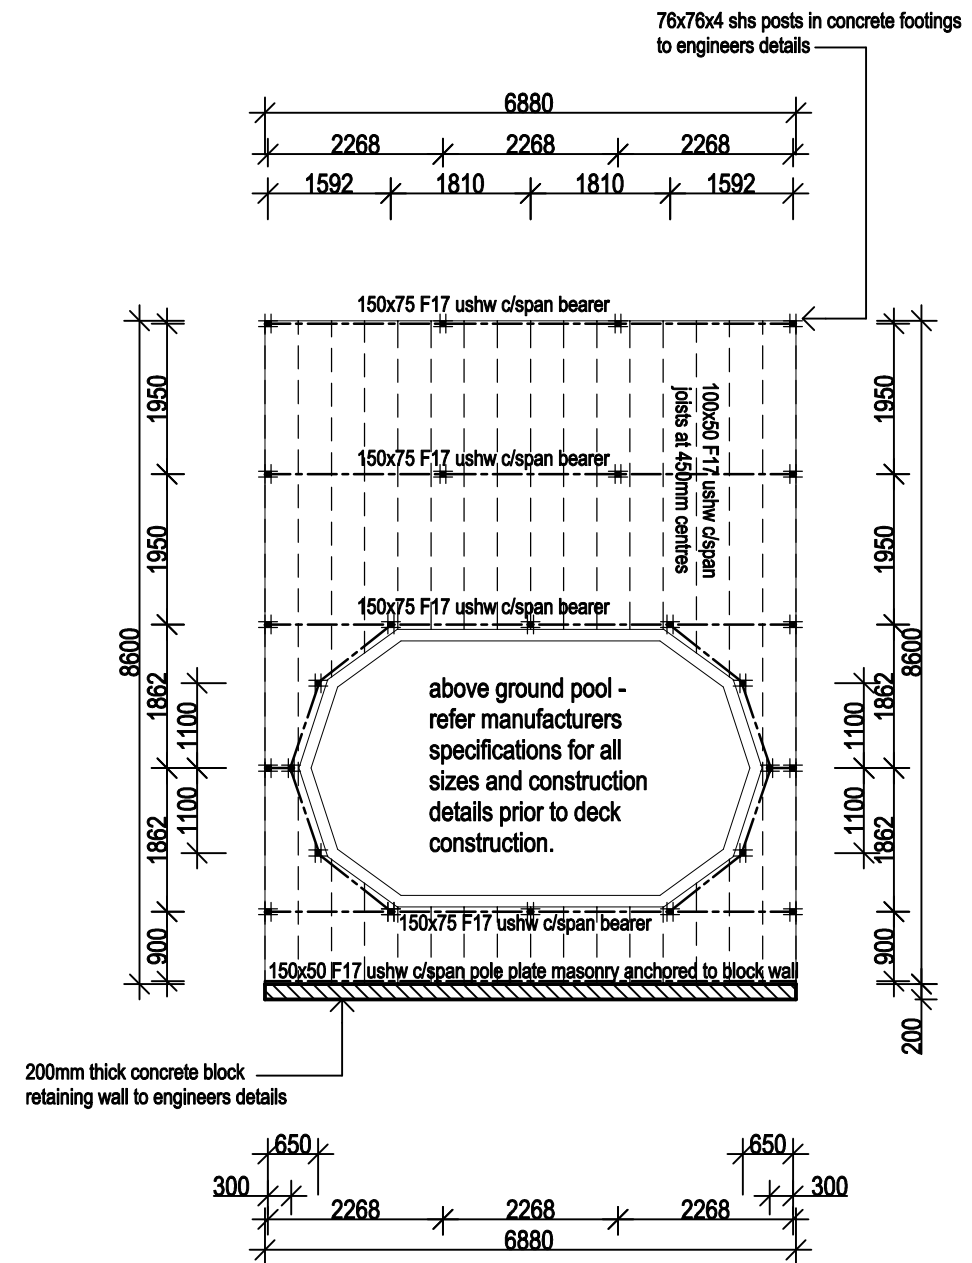 76x76x4 shs posts in concrete footings
to engineers details
6880
2268 2268 2268
1592 1810 1810 1592
150x75 F17 ushw c/span bearer
1950 1950
100x50 F17 ushw c/span
joists at 450mm centres
150x75 F17 ushw c/span bearer
1950 1950
150x75 F17 ushw c/span bearer
8600 8600
1862 1862
1100 1100
above ground pool -
refer manufacturers
specifications for all
sizes and construction
details prior to deck
construction.
1100 1100
1862 1862
150x75 F17 ushw c/span bearer
900 900
150x50 F17 ushw c/span pole plate masonry anchored to block wall
200
200mm thick concrete block
retaining wall to engineers details
650 650
300 300
2268 2268 2268
6880